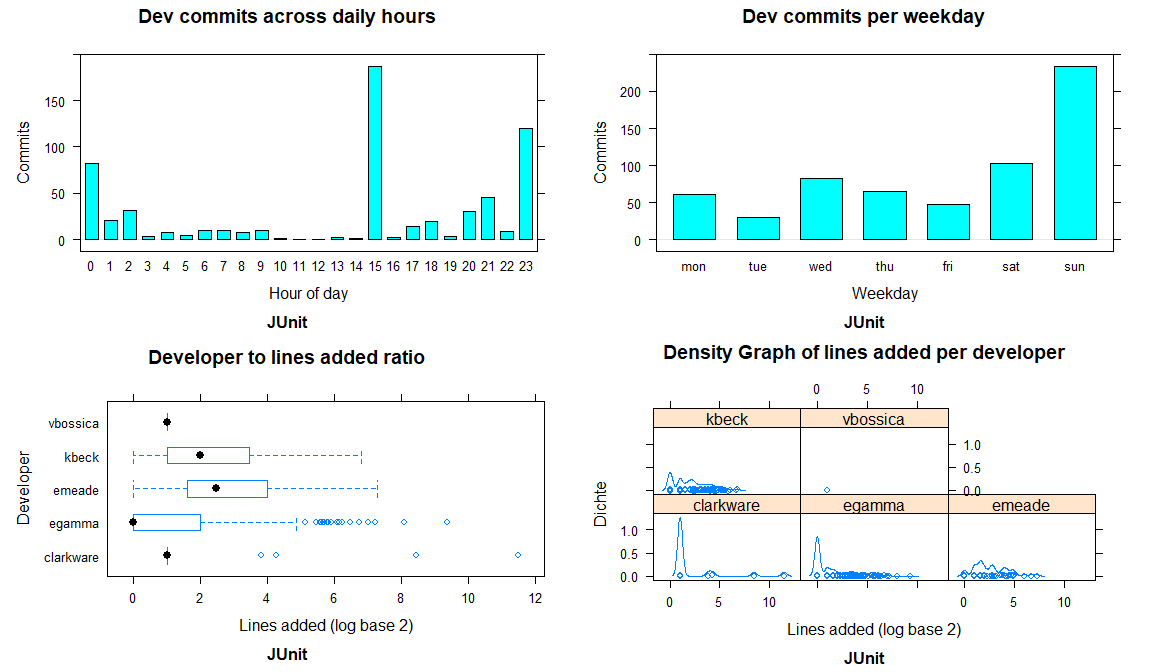 Dev commits across daily hours
Commits
150
100
50
0
0 1 2 3 4 5 6 7 8 9 10 11 12 13 14 15 16 17 18 19 20 21 22 23
Hour of day
JUnit
Dev commits per weekday
Commits
200
150
100
50
0
mon tue wed thu fri sat sun
Weekday
JUnit
Developer to lines added ratio
Developer
vbossica
kbeck
emeade
egamma
clarkware
0 2 4 6 8 10 12
Lines added (log base 2)
JUnit
Density Graph of lines added per developer
0 5 10
kbeck vbossica
Dichte
1.0
0.5
0.0
clarkware egamma emeade
1.0
0.5
0.0
0 5 10 0 5 10
Lines added (log base 2)
JUnit